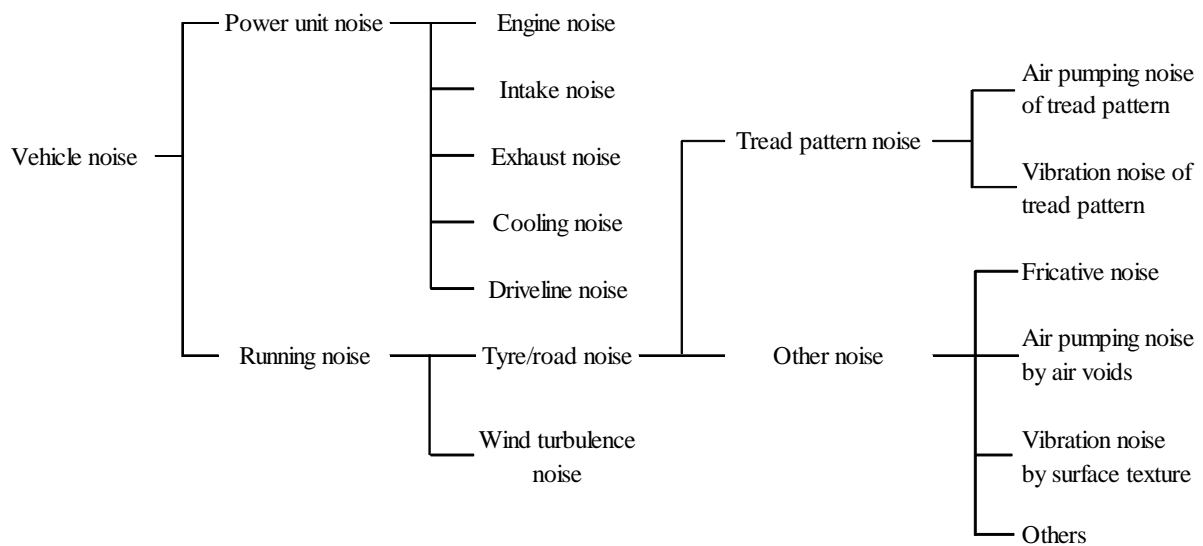 Power unit noise
Engine noise
Intake noise
Exhaust noise
Cooling noise
Driveline noise
Vehicle noise
Running noise
Tyre/road noise
Wind turbulence
noise
Tread pattern noise
Air pumping noise
of tread pattern
Vibration noise of
tread pattern
Other noise
Fricative noise
Air pumping noise
by air voids
Vibration noise
by surface texture
Others